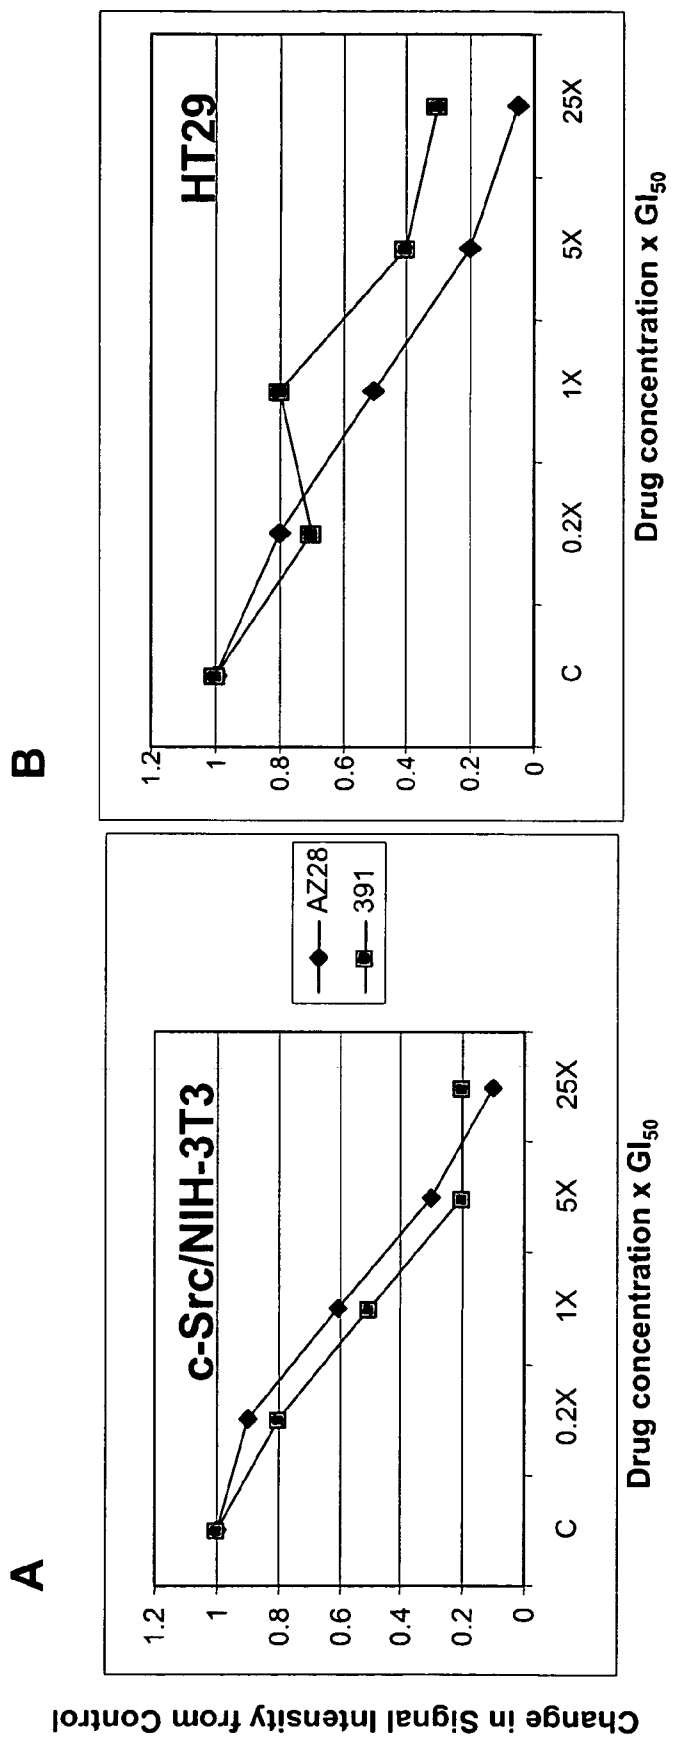 A
c-Src/NIH-3T3
1.2
1
0.8
0.6
0.4
0.2
0
C
0.2X
1X
5X
25X
Drug concentration x GI50
Change in Signal Intensity from Control
AZ28
391
B
HT29
1.2
1
0.8
0.6
0.4
0.2
0
C
0.2X
1X
5X
25X
Drug concentration x GI50